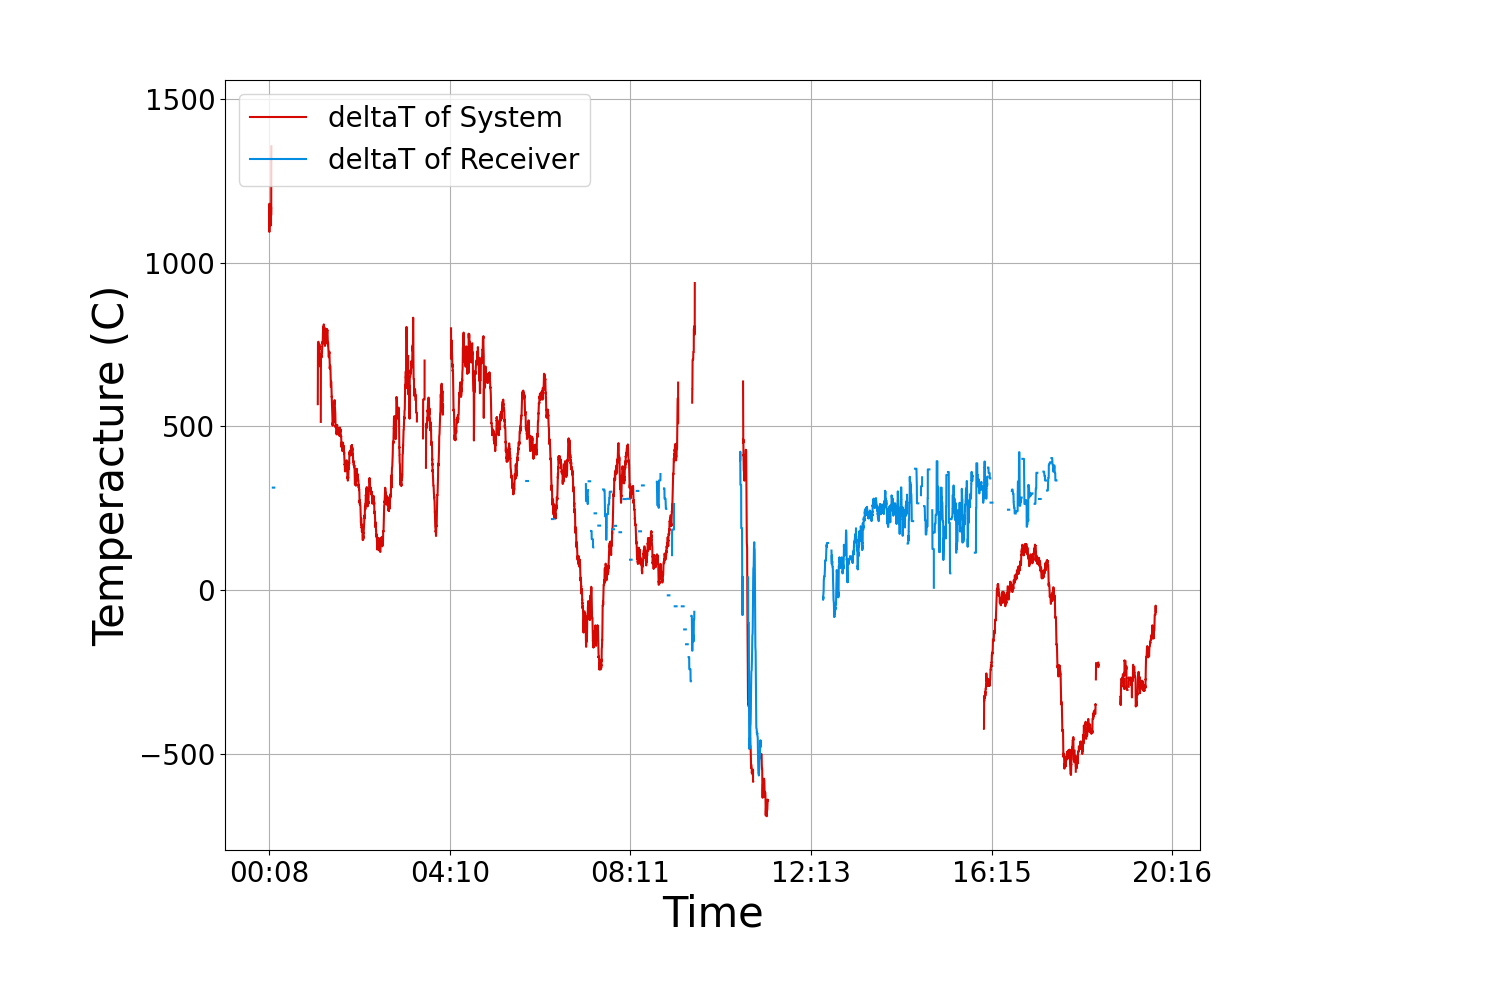 deltaT of System
deltaT of Receiver
1500
1000
500
0
−500
Temperacture (C)
00:08 04:10 08:11 12:13 16:15 20:16
Time